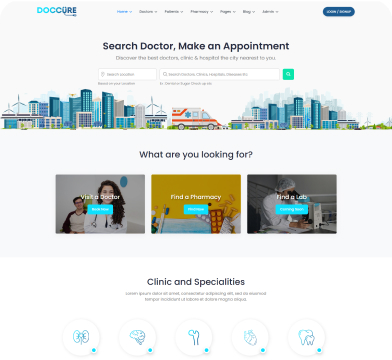 DOCCURE
Home Doctors Patients Pharmacy Pages Blog Admin LOGIN / SIGNUP
Search Doctor, Make an Appointment
Discover the best doctors, clinic & hospital the city nearest to you.
Search Location Search Doctors, Clinics, Hospitals, Diseases Etc
Based on your Location Ex : Dental or Sugar Check up etc
What are you looking for?
Visit a Doctor Find a Pharmacy Find a Lab
Book Now Coming Soon
Clinic and Specialities
Lorem ipsum dolor sit amet, consectetur adipiscing elit, sed do eiusmod
tempor incididunt ut labore et dolore magna aliqua.